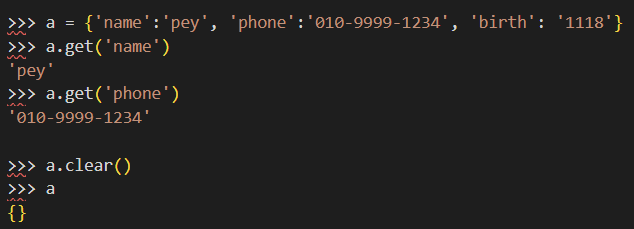 >>> a = {'name':'pey', 'phone':'010-9999-1234', 'birth': '1118'}
>>> a.get('name')
'pey'
>>> a.get('phone')
'010-9999-1234'
>>> a.clear()
>>> a
{}